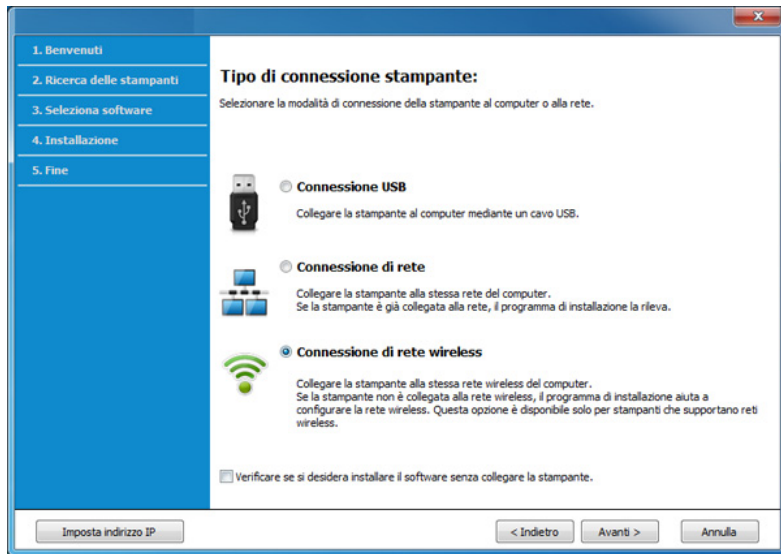 1. Benvenuti
2. Ricerca delle stampanti
3. Seleziona software
4. Installazione
5. Fine
Tipo di connessione stampante:
Selezionare la modalità di connessione della stampante al computer o alla rete.
Connessione USB
Collegare la stampante al computer mediante un cavo USB.
Connessione di rete
Collegare la stampante alla stessa rete del computer.
Se la stampante è già collegata alla rete, il programma di installazione la rileva.
Connessione di rete wireless
Collegare la stampante alla stessa rete wireless del computer.
Se la stampante non è collegata alla rete wireless, il programma di installazione aiuta a
configurare la rete wireless. Questa opzione è disponibile solo per stampanti che supportano reti
wireless.
Verificare se si desidera installare il software senza collegare la stampante.
Imposta indirizzo IP
< Indietro
Avanti >
Annulla